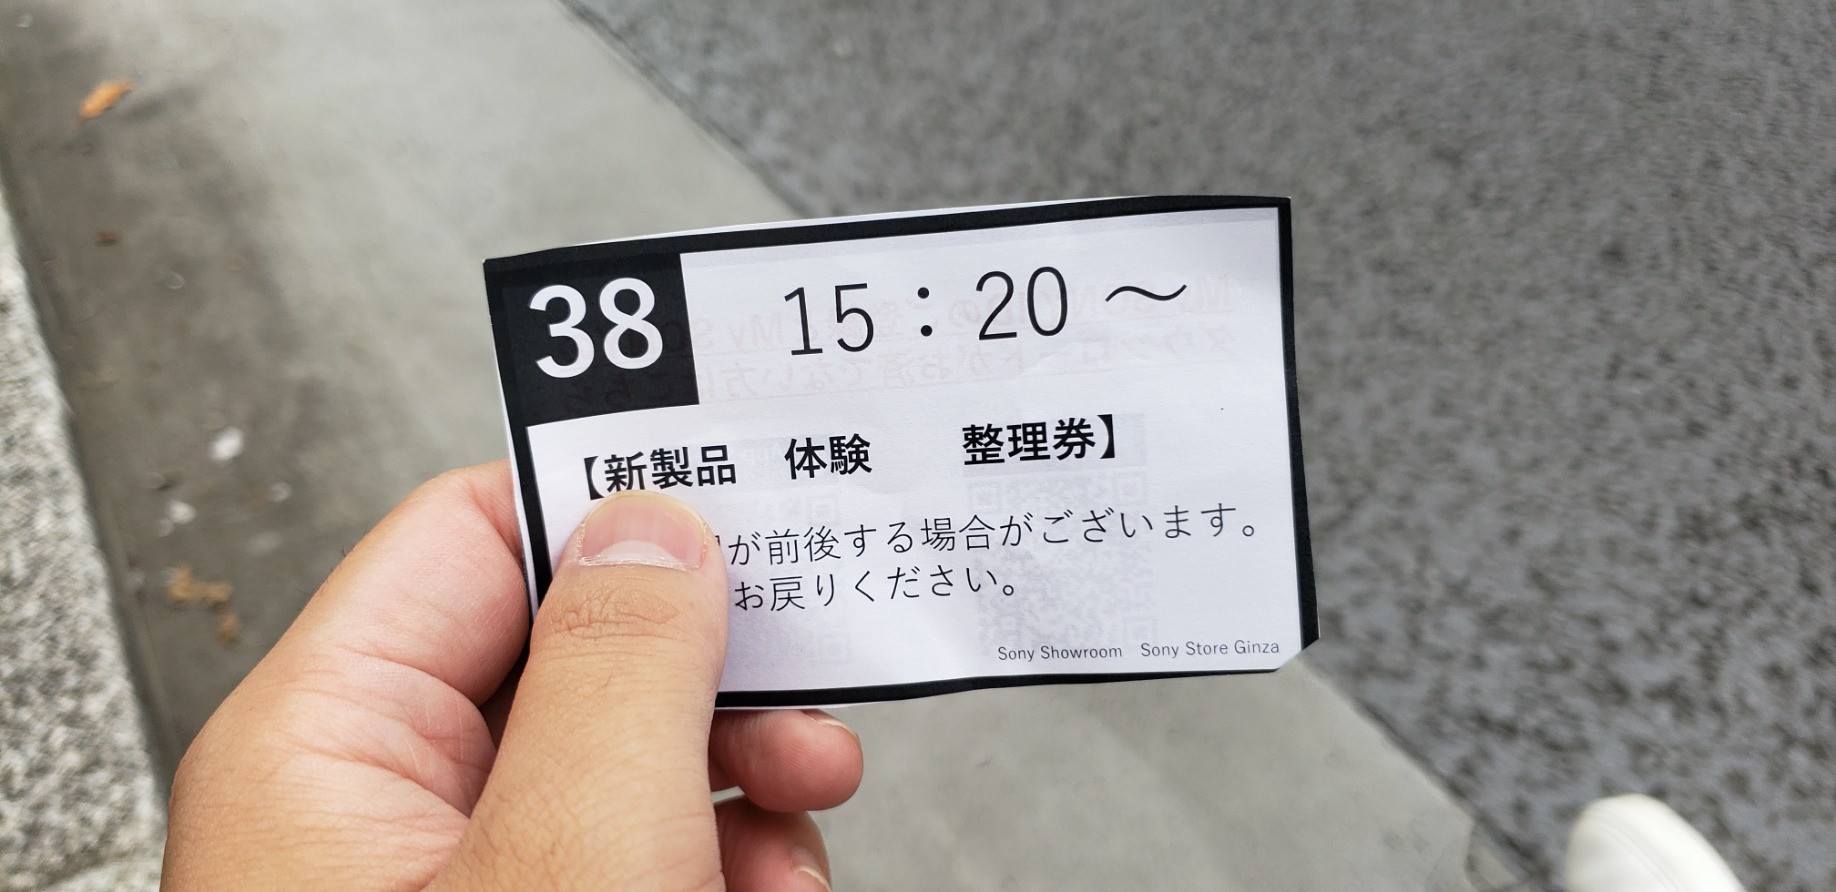 38
15:20～
【新製品　体験　　整理券】
が前後する場合がございます。
お戻りください。
Sony Showroom　Sony Store Ginza